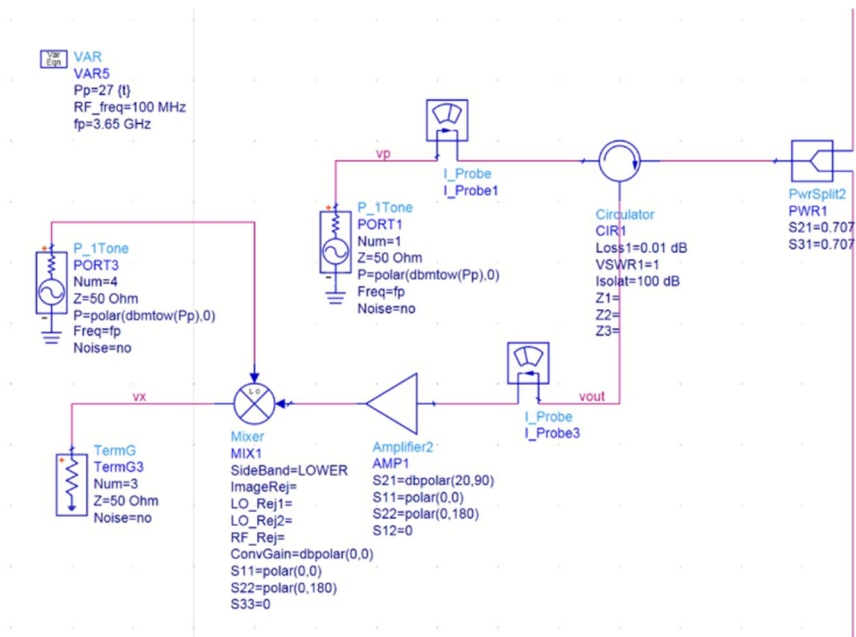 Var
Eqn
VAR
VAR5
Pp=27 {t}
RF_freq=100 MHz
fp=3.65 GHz
vp
I_Probe
I_Probe1
P_1Tone
PORT1
Num=1
Z=50 Ohm
P=polar(dbmtow(Pp),0)
Freq=fp
Noise=no
Circulator
CIR1
Loss1=0.01 dB
VSWR1=1
Isolat=100 dB
Z1=
Z2=
Z3=
PwrSplit2
PWR1
S21=0.707
S31=0.707
P_1Tone
PORT3
Num=4
Z=50 Ohm
P=polar(dbmtow(Pp),0)
Freq=fp
Noise=no
vx
LO
Mixer
MIX1
SideBand=LOWER
ImageRej=
LO_Rej1=
LO_Rej2=
RF_Rej=
ConvGain=dbpolar(0,0)
S11=polar(0,0)
S22=polar(0,180)
S33=0
Amplifier2
AMP1
S21=dbpolar(20,90)
S11=polar(0,0)
S22=polar(0,180)
S12=0
vout
I_Probe
I_Probe3
TermG
TermG3
Num=3
Z=50 Ohm
Noise=no